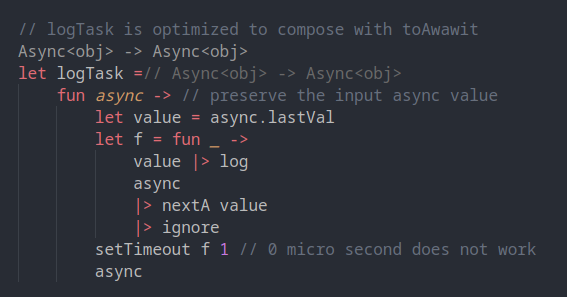 // logTask is optimized to compose with toAwawit
Async<obj> -> Async<obj>
let logTask =// Async<obj> -> Async<obj>
fun async -> // preserve the input async value
let value = async.lastVal
let f = fun _ ->
value |> log
async
|> nextA value
|> ignore
setTimeout f 1 // 0 micro second does not work
async